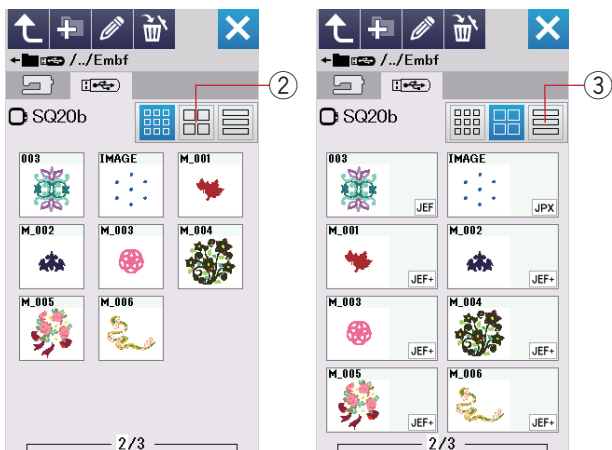 ←/../Embf
SQ20b
②
003 IMAGE M_001
M_002 M_003 M_004
M_005 M_006
2/3
←/../Embf
SQ20b
③
003 IMAGE
JEF JPX
M_001 M_002
JEF+ JEF+
M_003 M_004
JEF+ JEF+
M_005 M_006
JEF+ JEF+
2/3